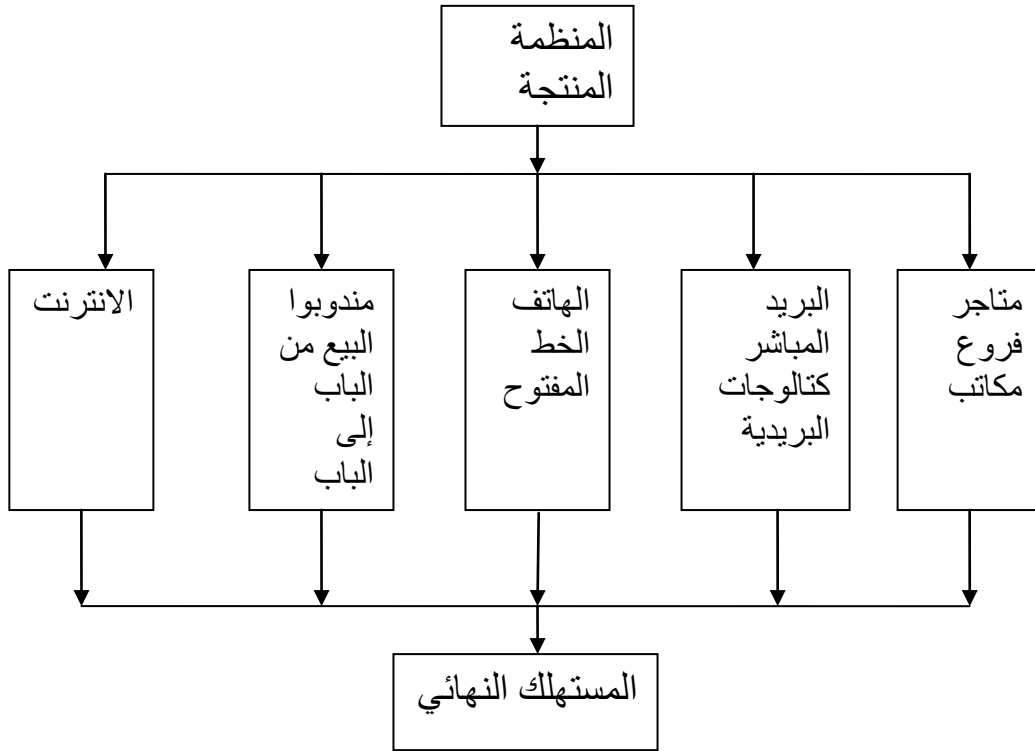 المنظمة
المنتجة
متاجر
فروع
مكاتب
البريد
المباشر
كتالوجات
البريدية
الهاتف
الخط
المفتوح
مندوبوا
البيع من
الباب
إلى
الباب
الانترنت
المستهلك النهائي